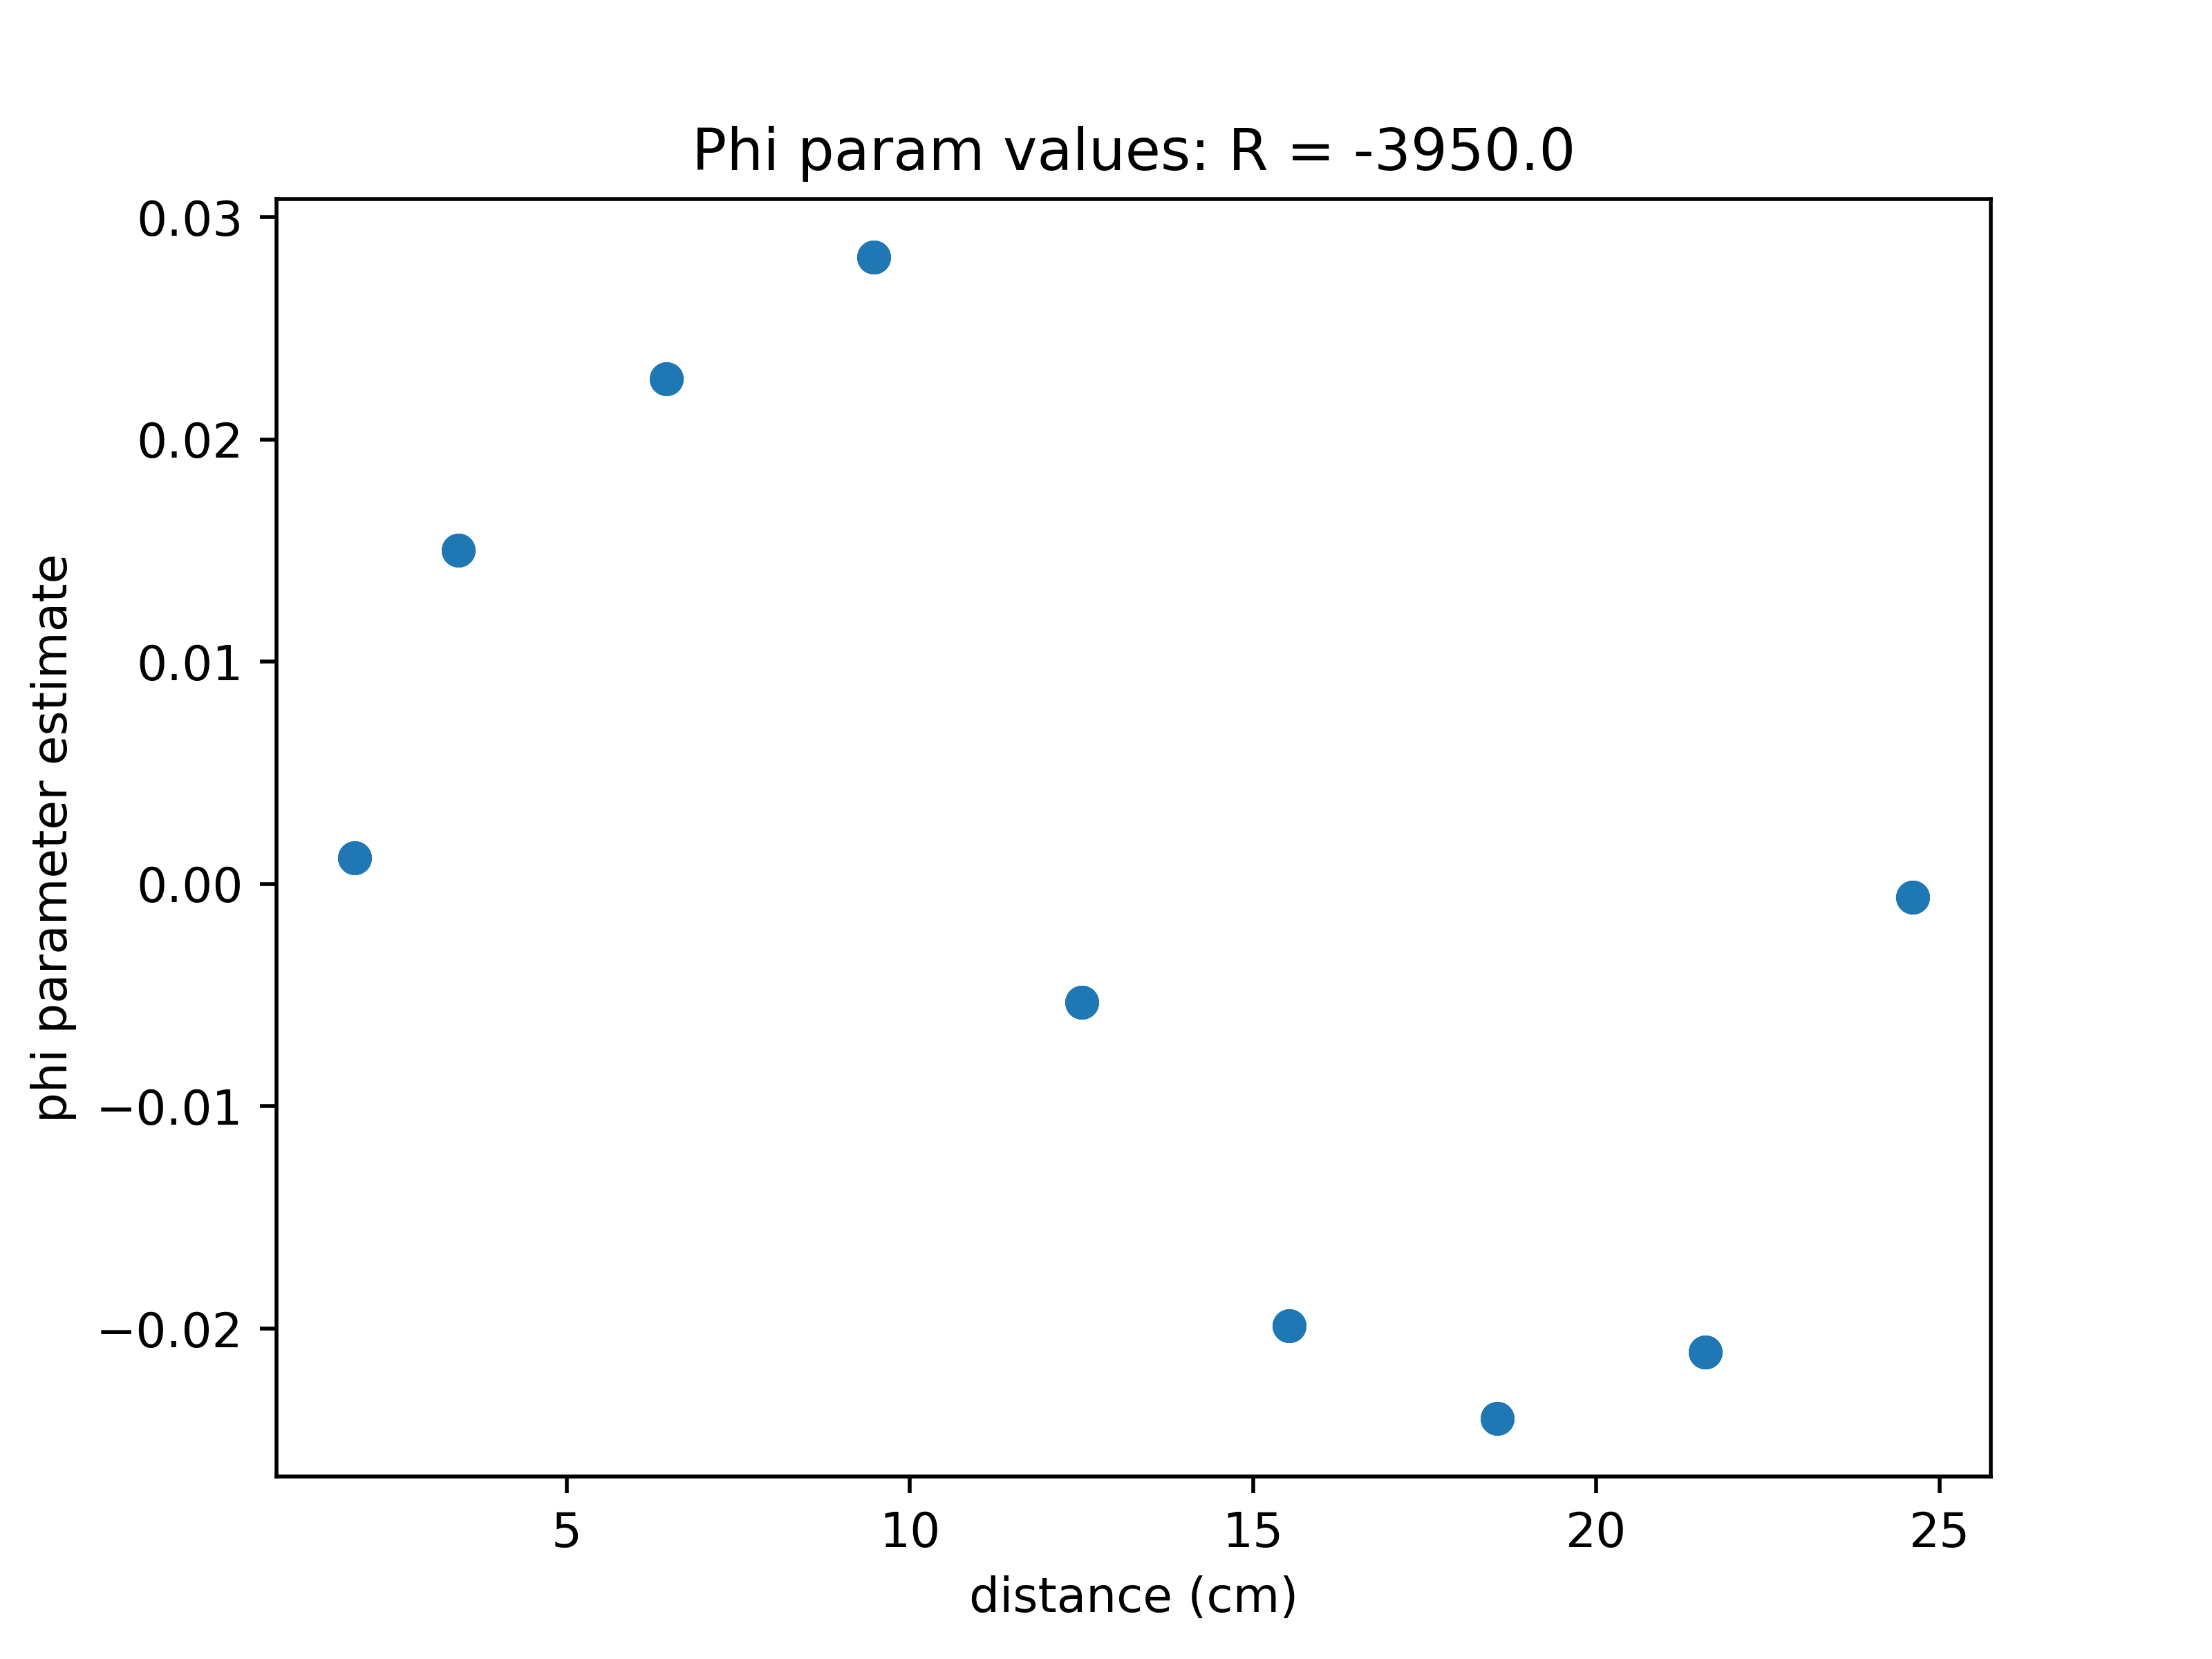 Phi param values: R = -3950.0
0.03
0.02
0.01
0.00
−0.01
−0.02
phi parameter estimate
5 10 15 20 25
distance (cm)